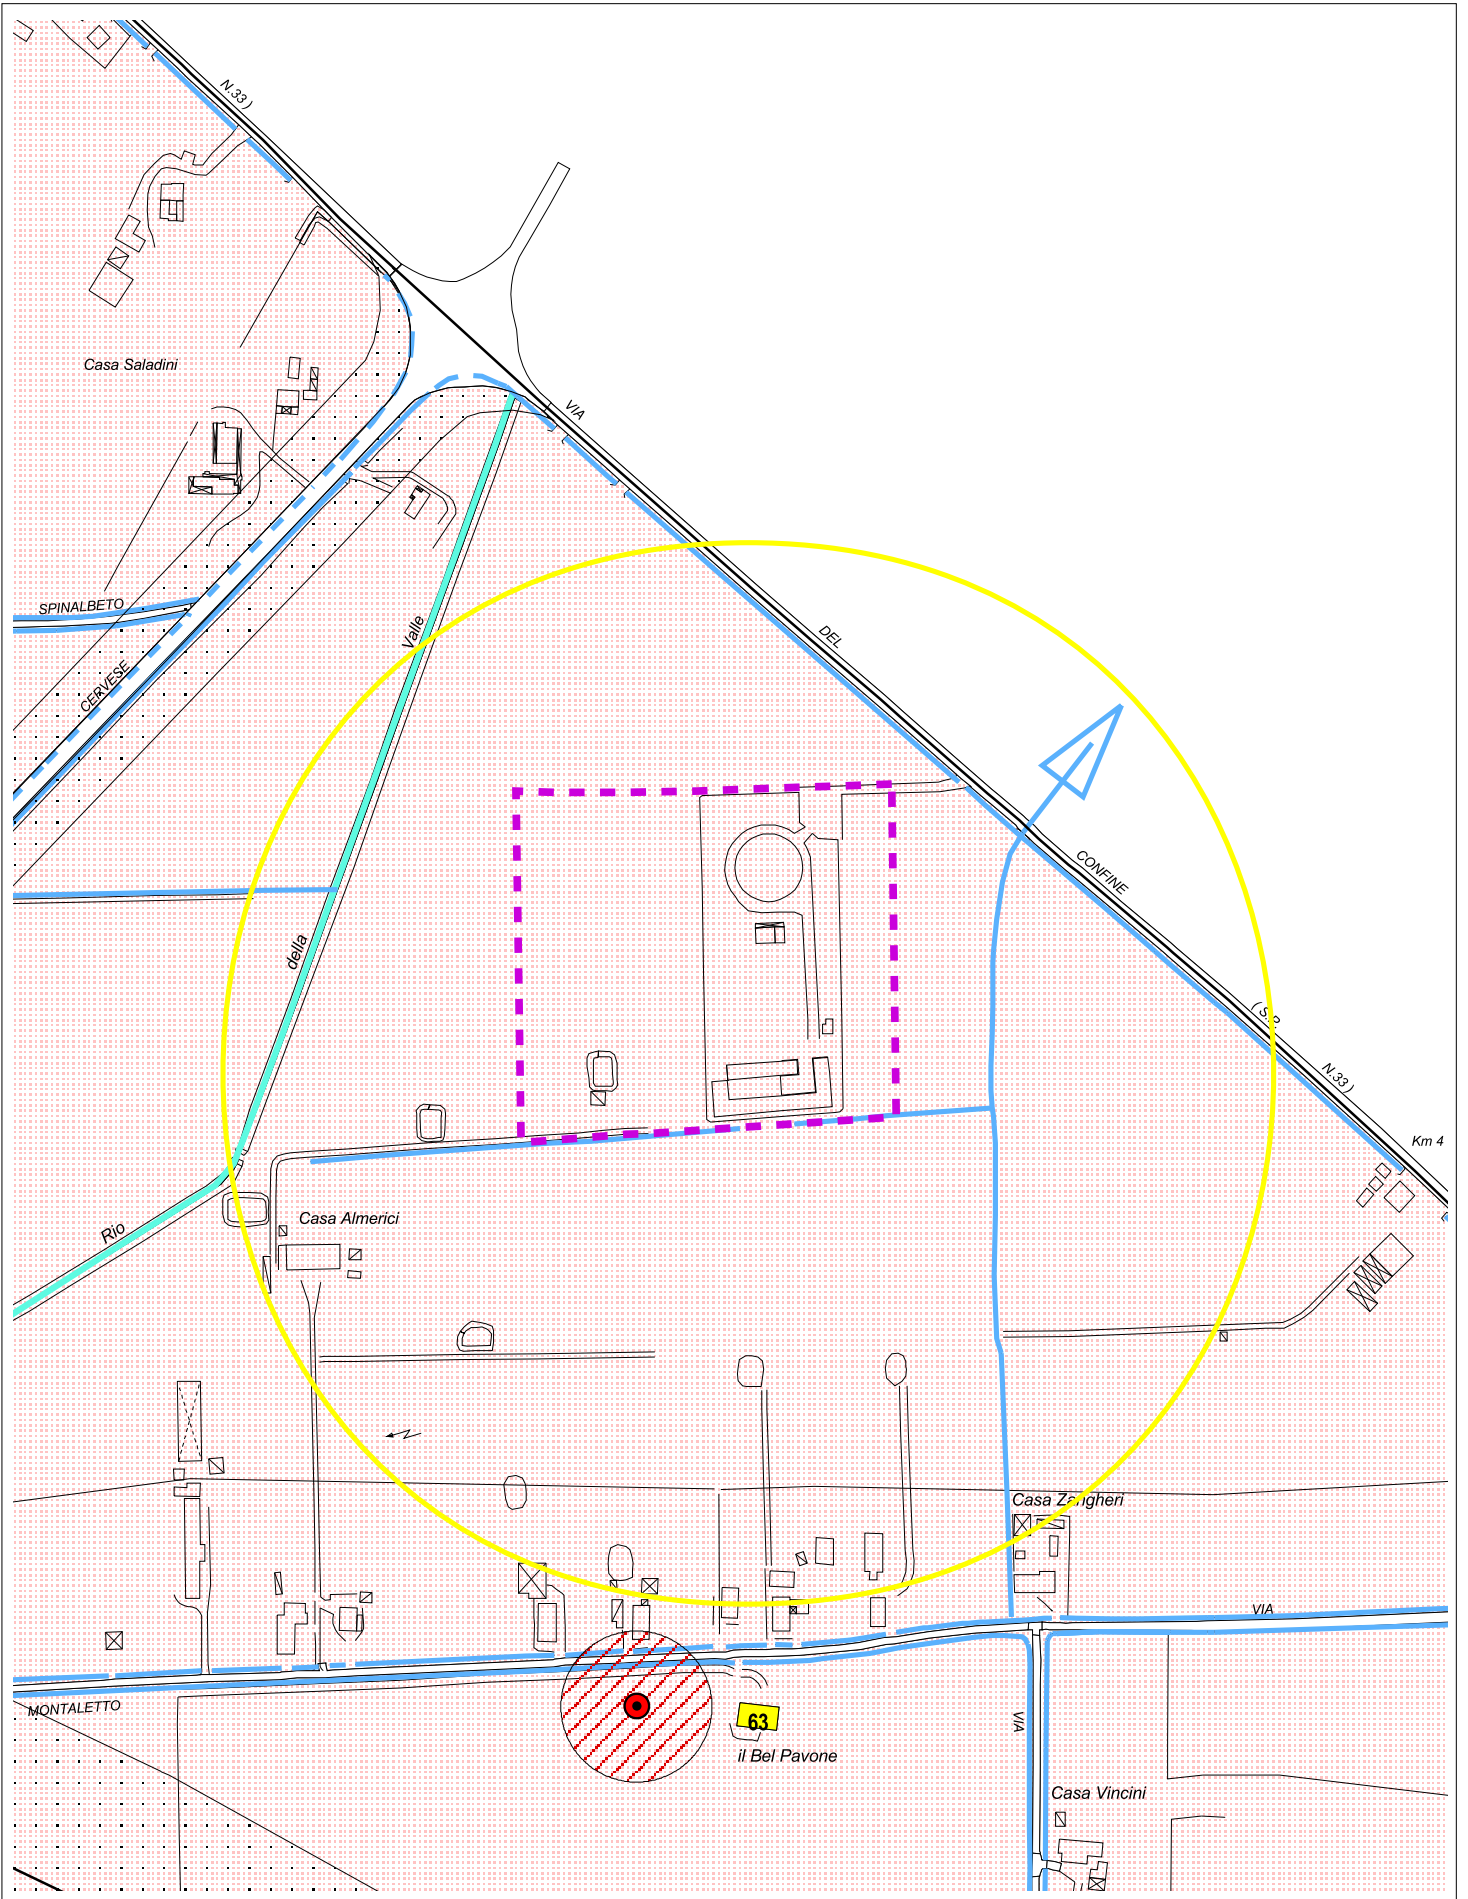 N.33 )
Casa Saladini
VIA
SPINALBETO
Valle
DEL
CERVESE
CONFINE
della
( S.P.
N.33 )
Km 4
Casa Almerici
Rio
Casa Zangheri
VIA
MONTALETTO
63
VIA
il Bel Pavone
Casa Vincini